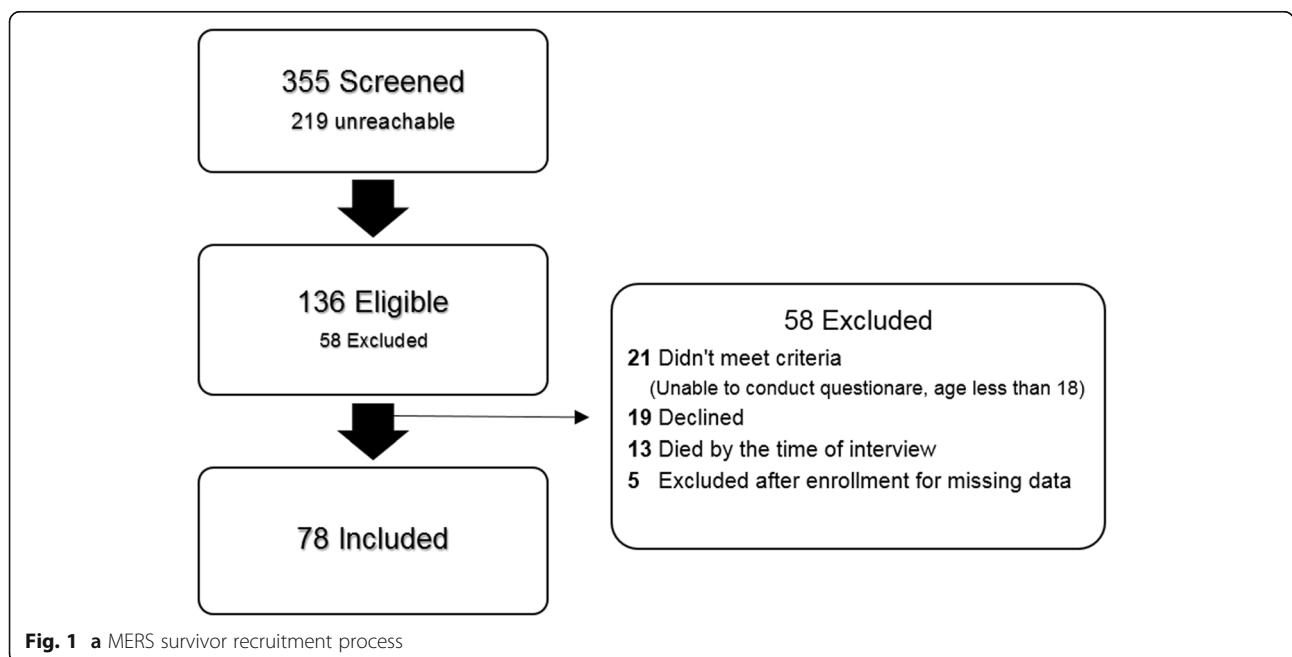 355 Screened
219 unreachable
136 Eligible
58 Excluded
58 Excluded
21 Didn't meet criteria
(Unable to conduct questionare, age less than 18)
19 Declined
13 Died by the time of interview
5 Excluded after enrollment for missing data
78 Included
Fig. 1 a MERS survivor recruitment process